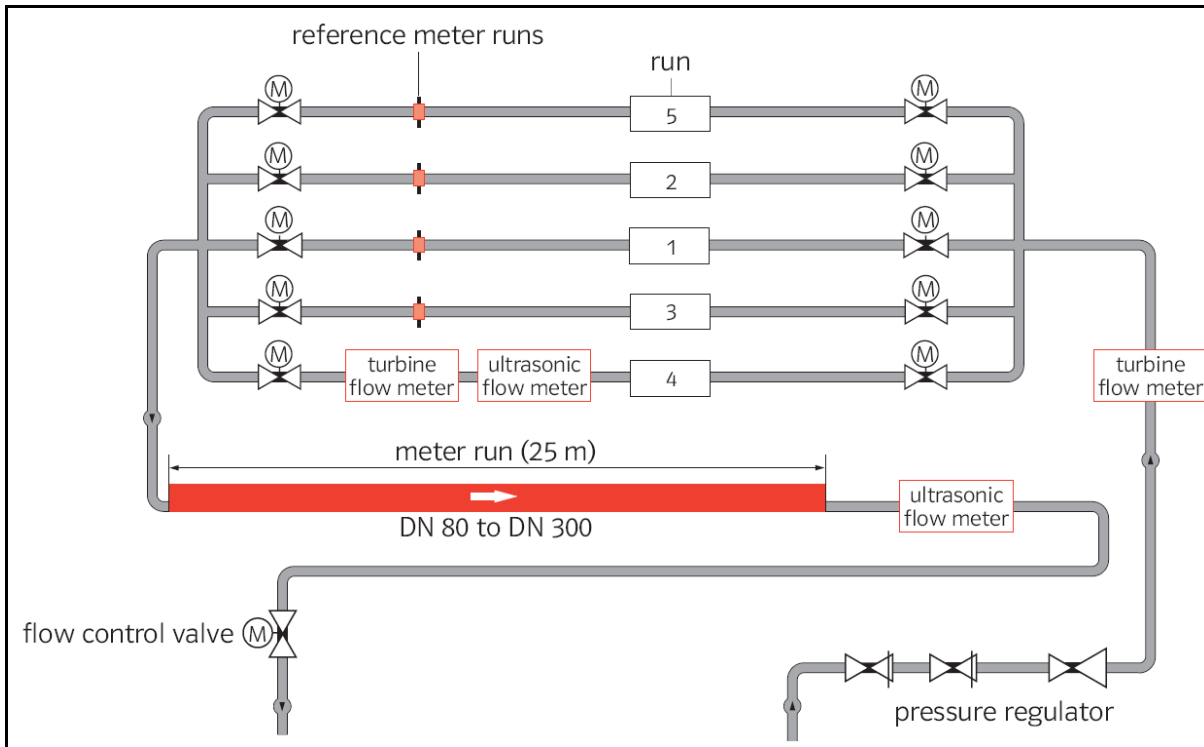 reference meter runs
run
M
M
5
M
M
2
M
M
1
M
M
3
M
M
turbine
flow meter
ultrasonic
flow meter
4
turbine
flow meter
meter run (25 m)
ultrasonic
flow meter
DN 80 to DN 300
flow control valve
M
pressure regulator